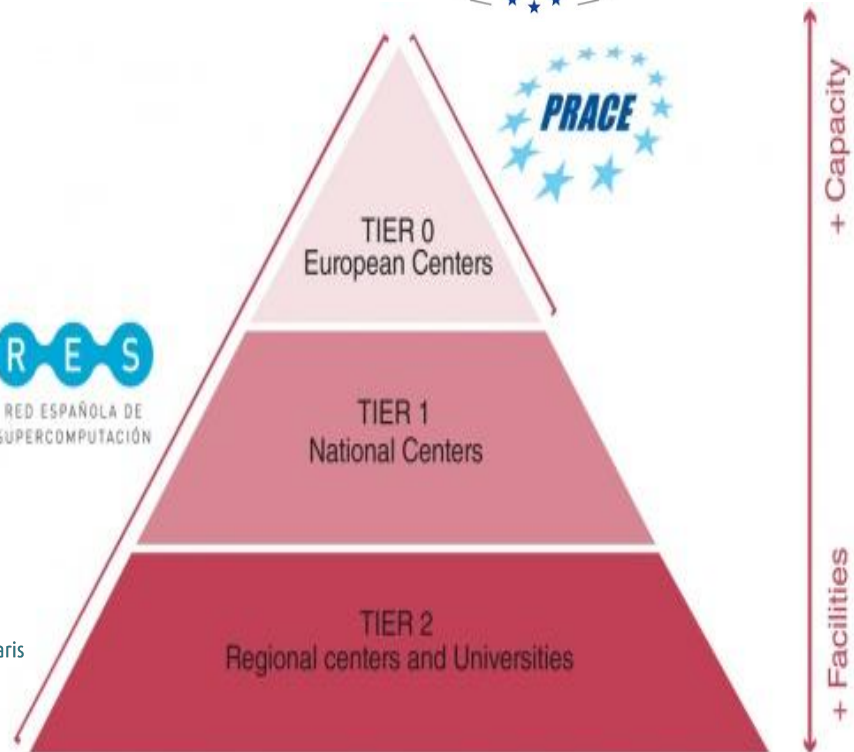 PRACE
+ Capacity
TIER 0
European Centers
R E S
RED ESPAÑOLA DE
SUPERCOMPUTACIÓN
TIER 1
National Centers
TIER 2
Regional centers and Universities
aris
+ Facilities